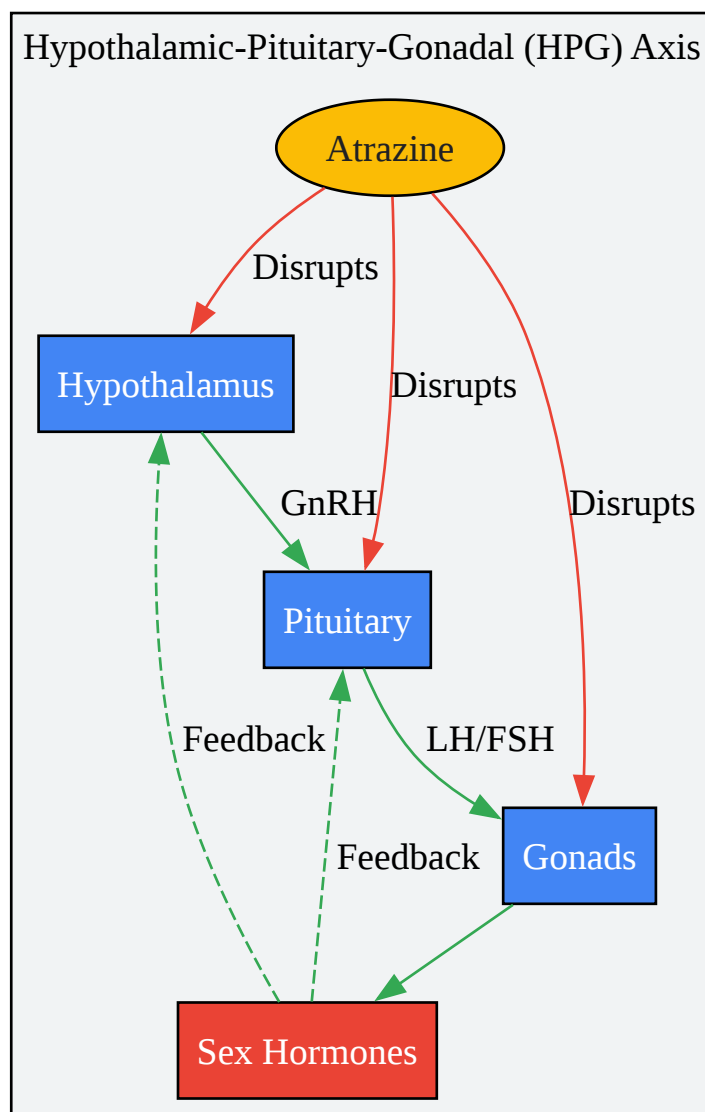 Hypothalamic-Pituitary-Gonadal (HPG) Axis
Atrazine
Disrupts
Hypothalamus
Disrupts
GnRH
Disrupts
Pituitary
Feedback
LH/FSH
Feedback
Gonads
Sex Hormones